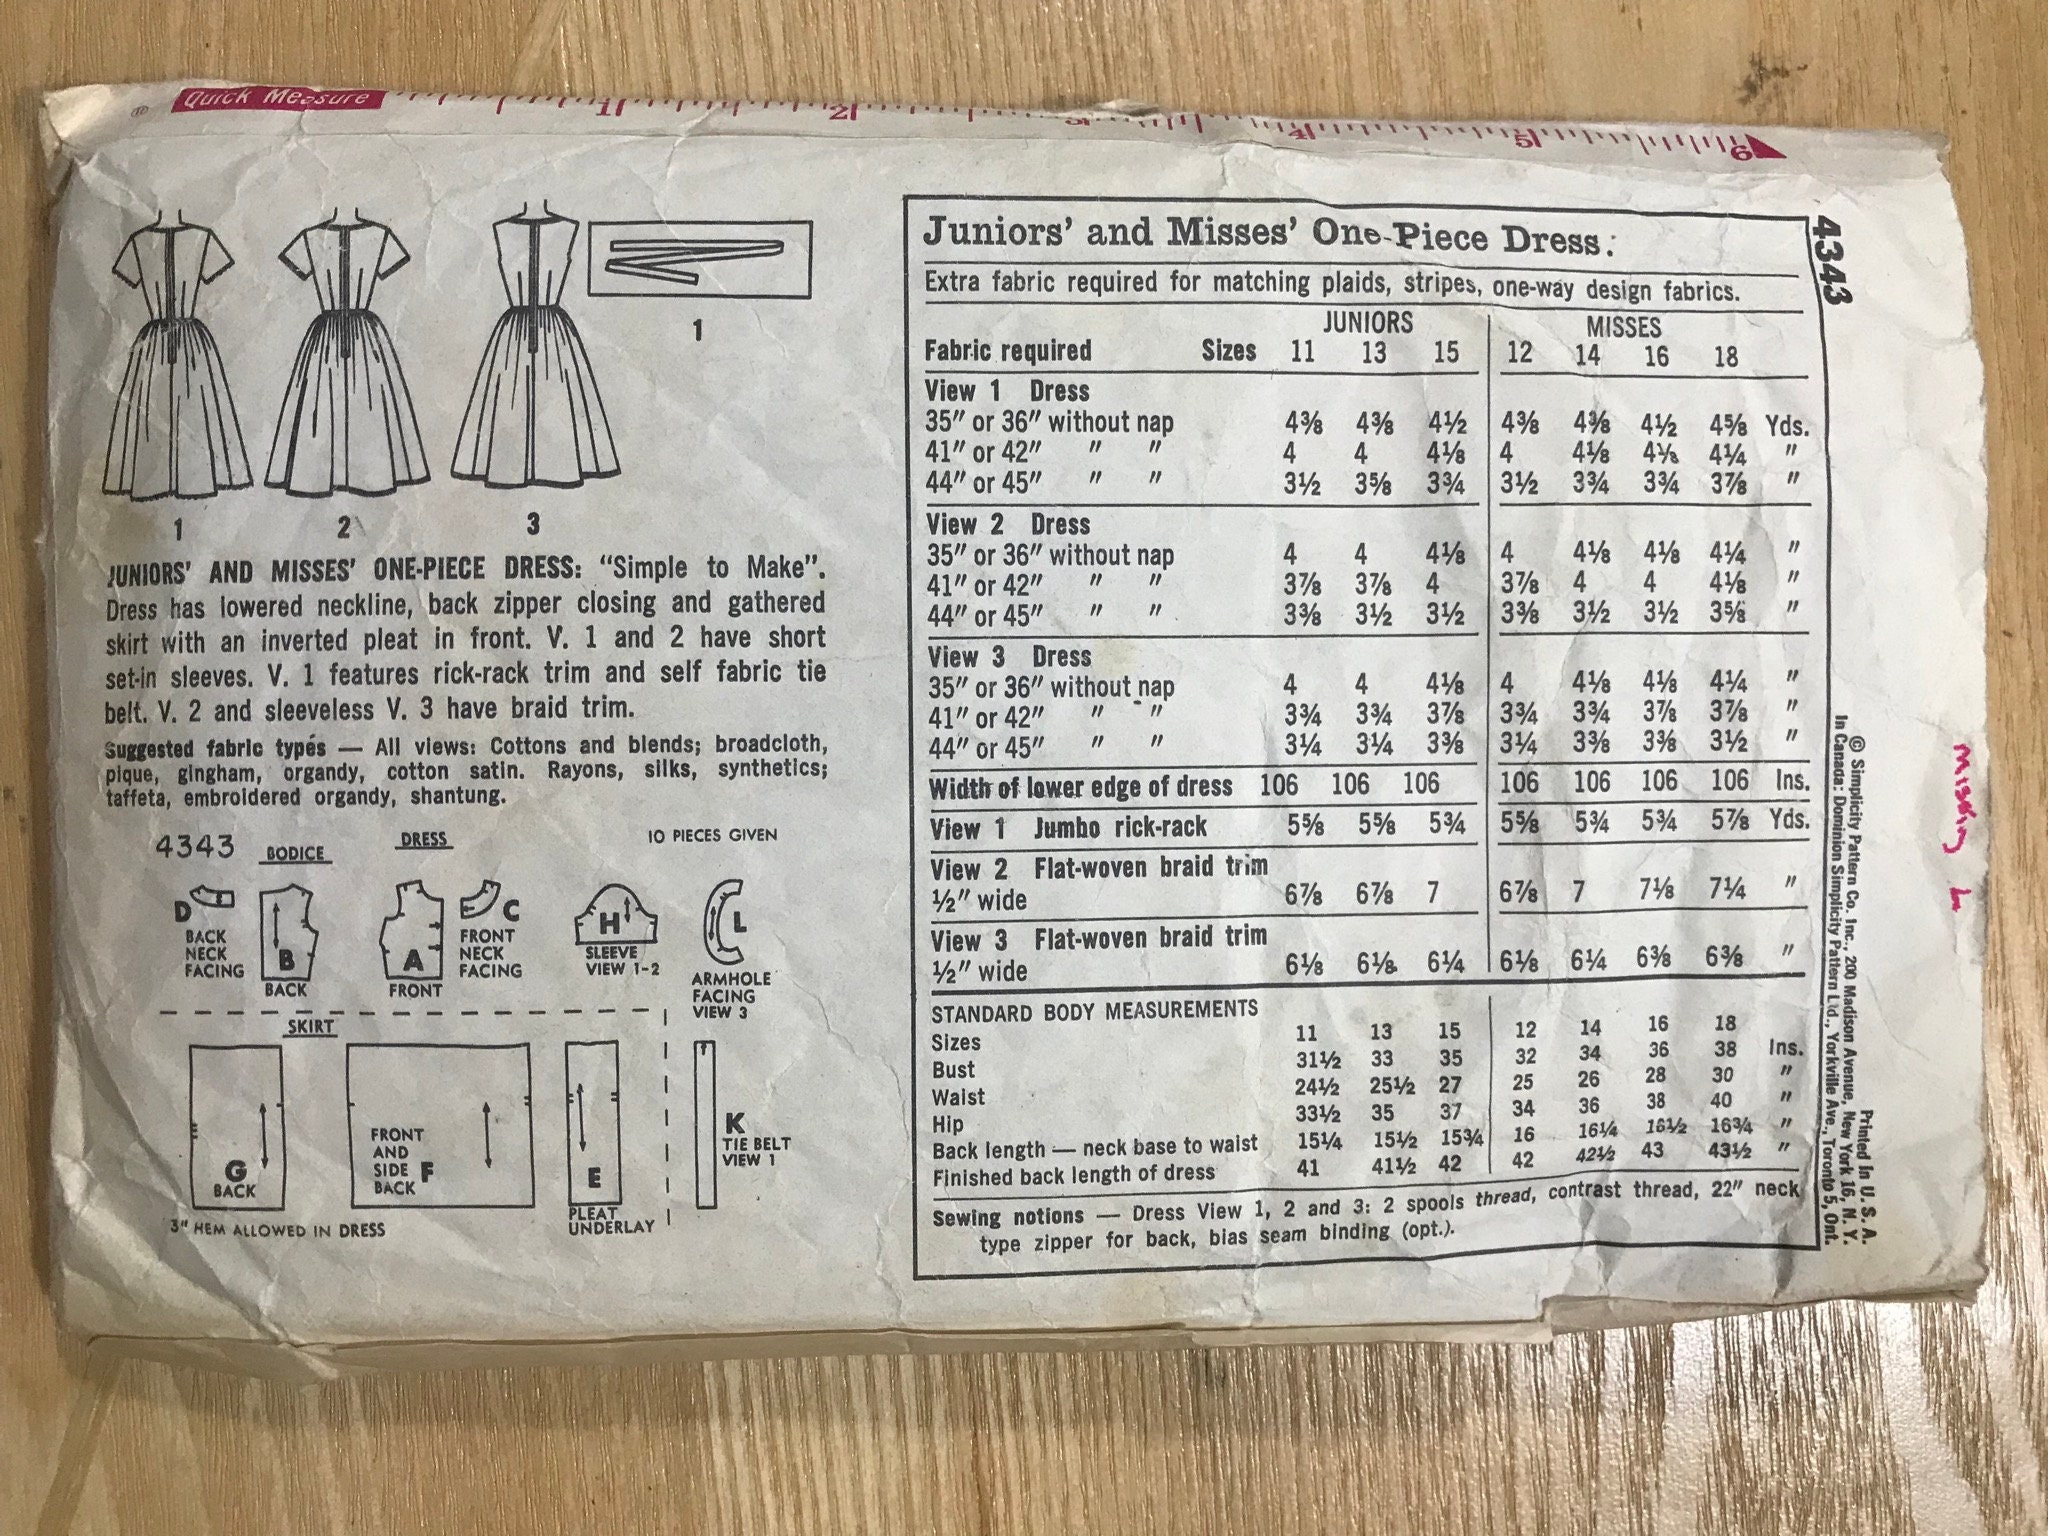 Quick Measure
1 2 3 4 5 6
1
1 2 3
JUNIORS' AND MISSES' ONE-PIECE DRESS: "Simple to Make".
Dress has lowered neckline, back zipper closing and gathered
skirt with an inverted pleat in front. V. 1 and 2 have short
set-in sleeves. V. 1 features rick-rack trim and self fabric tie
belt. V. 2 and sleeveless V. 3 have braid trim.
Suggested fabric types — All views: Cottons and blends; broadcloth,
pique, gingham, organdy, cotton satin. Rayons, silks, synthetics;
taffeta, embroidered organdy, shantung.
4343 BODICE DRESS 10 PIECES GIVEN
D
BACK
NECK
FACING
B
BACK
A
FRONT
C
FRONT
NECK
FACING
H
SLEEVE
VIEW 1-2
L
ARMHOLE
FACING
VIEW 3
SKIRT
G
BACK
FRONT
AND
SIDE F
BACK
E
PLEAT
UNDERLAY
K
TIE BELT
VIEW 1
3" HEM ALLOWED IN DRESS
Juniors' and Misses' One-Piece Dress:
Extra fabric required for matching plaids, stripes, one-way design fabrics.
JUNIORS MISSES
Fabric required Sizes 11 13 15 12 14 16 18
View 1 Dress
35" or 36" without nap 4⅜ 4⅜ 4½ 4⅜ 4⅜ 4½ 4⅝ Yds.
41" or 42" " " 4 4 4⅛ 4 4⅛ 4⅛ 4¼ "
44" or 45" " " 3½ 3⅝ 3¾ 3½ 3¾ 3¾ 3⅞ "
View 2 Dress
35" or 36" without nap 4 4 4⅛ 4 4⅛ 4⅛ 4¼ "
41" or 42" " " 3⅞ 3⅞ 4 3⅞ 4 4 4⅛ "
44" or 45" " " 3⅜ 3½ 3½ 3⅜ 3½ 3½ 3⅝ "
View 3 Dress
35" or 36" without nap 4 4 4⅛ 4 4⅛ 4⅛ 4¼ "
41" or 42" " " 3¾ 3¾ 3⅞ 3¾ 3¾ 3⅞ 3⅞ "
44" or 45" " " 3¼ 3¼ 3⅜ 3¼ 3⅜ 3⅜ 3½ "
Width of lower edge of dress 106 106 106 106 106 106 106 Ins.
View 1 Jumbo rick-rack 5⅝ 5⅝ 5¾ 5⅝ 5¾ 5¾ 5⅞ Yds.
View 2 Flat-woven braid trim
½" wide 6⅞ 6⅞ 7 6⅞ 7 7⅛ 7¼ "
View 3 Flat-woven braid trim
½" wide 6⅛ 6⅛ 6¼ 6⅛ 6¼ 6⅜ 6⅜ "
STANDARD BODY MEASUREMENTS
Sizes 11 13 15 12 14 16 18
Bust 31½ 33 35 32 34 36 38 Ins.
Waist 24½ 25½ 27 25 26 28 30 "
Hip 33½ 35 37 34 36 38 40 "
Back length — neck base to waist 15¼ 15½ 15¾ 16 16¼ 16½ 16¾ "
Finished back length of dress 41 41½ 42 42 42½ 43 43½ "
Sewing notions — Dress View 1, 2 and 3: 2 spools thread, contrast thread, 22" neck
type zipper for back, bias seam binding (opt.).
4343
Printed in U. S. A.
© Simplicity Pattern Co. Inc., 200 Madison Avenue, New York 16, N. Y.
In Canada: Dominion Simplicity Pattern Ltd., Yorkville Ave., Toronto 5, Ont.
missing L